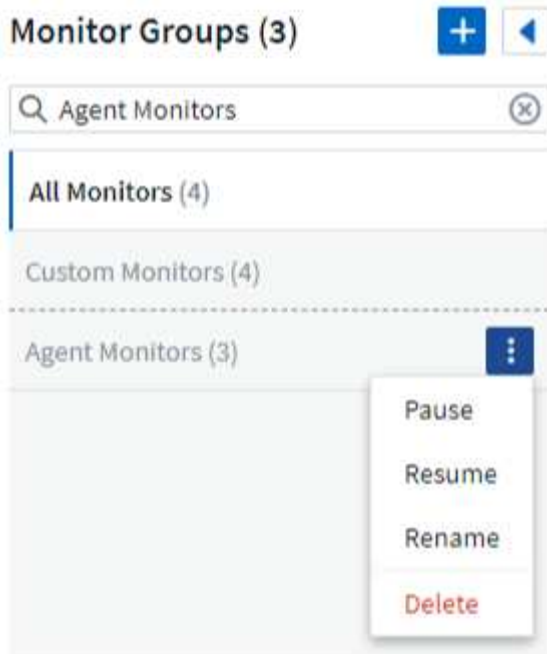 Monitor Groups (3)
Agent Monitors
All Monitors (4)
Custom Monitors (4)
Agent Monitors (3)
Pause
Resume
Rename
Delete